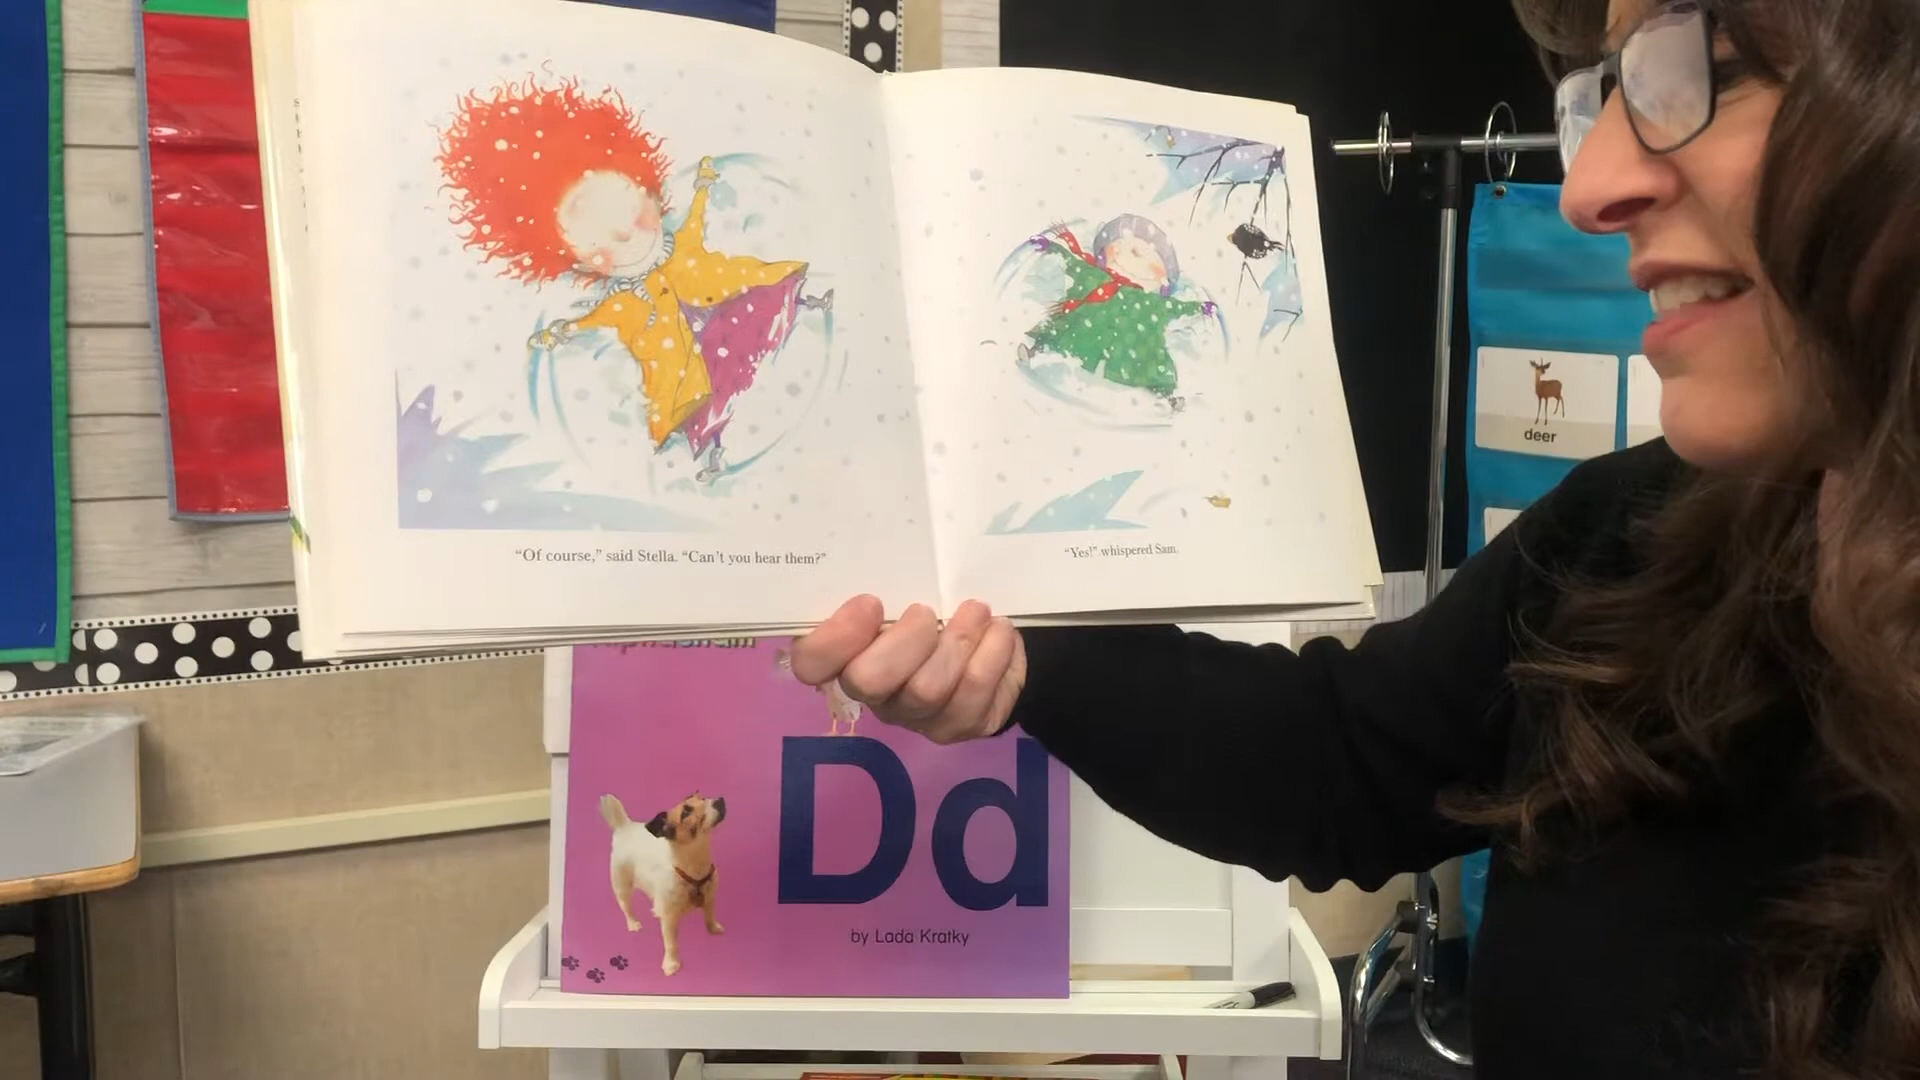 "Of course," said Stella. "Can't you hear them?"
"Yes!" whispered Sam.
deer
Dd
by Lada Kratky